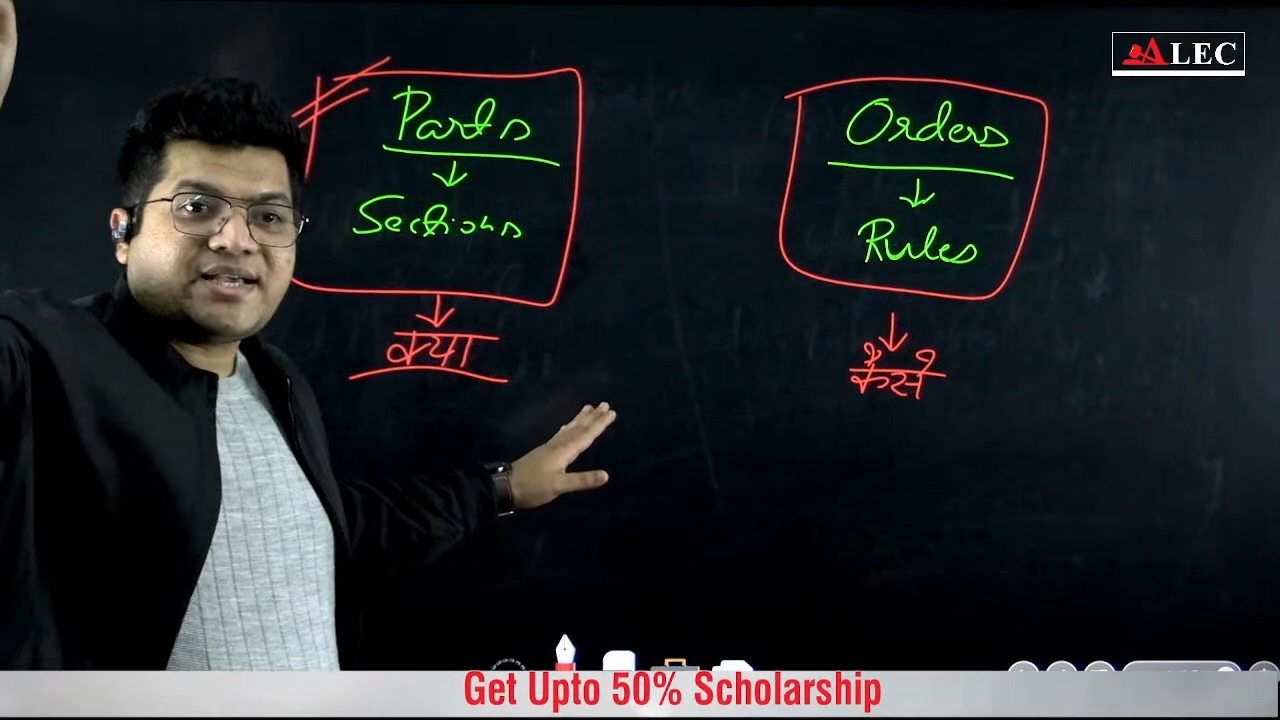 ALEC
Parts
Sections
क्या
Orders
Rules
कैसे
Get Upto 50% Scholarship